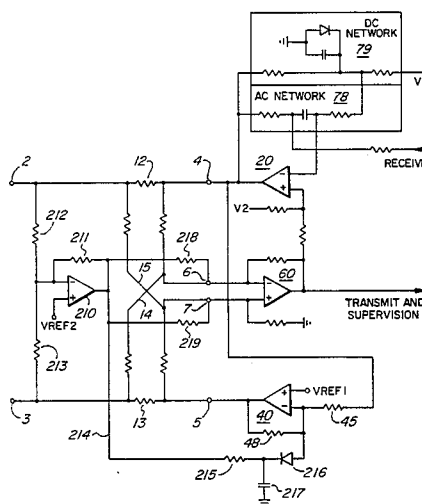 DC NETWORK
79
AC NETWORK 78
V
RECEIVE
2
12
4
20
212
V2
211
218
6
15
60
210
14
7
VREF2
219
TRANSMIT AND
SUPERVISION
213
VREF1
3
13
5
40
45
48
214
215
216
217